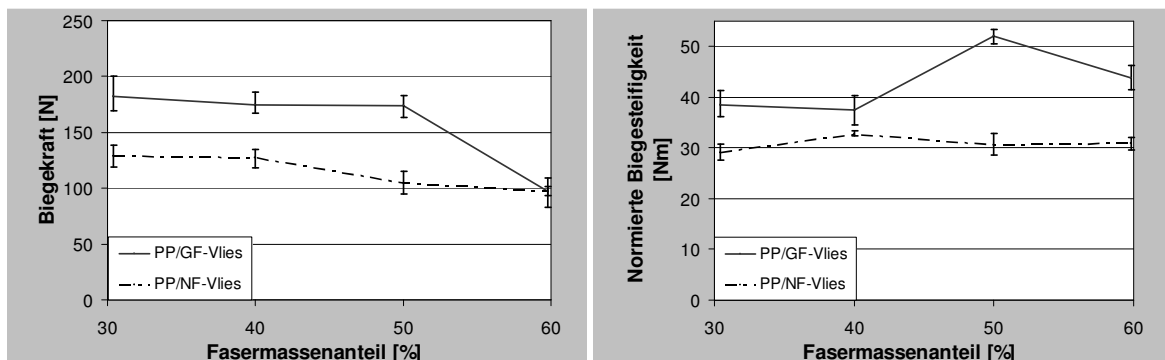 Biegekraft [N]
250
200
150
100
50
0
PP/GF-Vlies
PP/NF-Vlies
30 40 50 60
Fasermassenanteil [%]
Normierte Biegesteifigkeit
[Nm]
50
40
30
20
10
0
PP/GF-Vlies
PP/NF-Vlies
30 40 50 60
Fasermassenanteil [%]